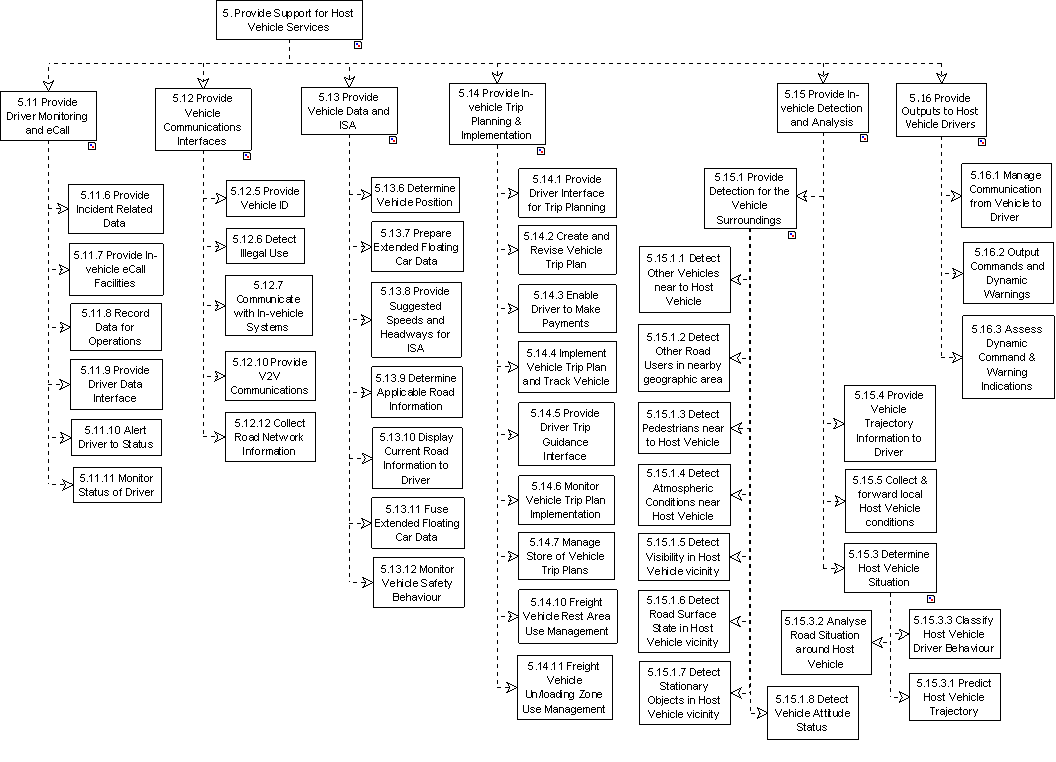 5. Provide Support for Host
Vehicle Services
5.11 Provide
Driver Monitoring
and eCall
5.12 Provide
Vehicle
Communications
Interfaces
5.13 Provide
Vehicle Data and
ISA
5.14 Provide In-
vehicle Trip
Planning &
Implementation
5.15 Provide In-
vehicle Detection
and Analysis
5.16 Provide
Outputs to Host
Vehicle Drivers
5.11.6 Provide
Incident Related
Data
5.11.7 Provide In-
vehicle eCall
Facilities
5.11.8 Record
Data for
Operations
5.11.9 Provide
Driver Data
Interface
5.11.10 Alert
Driver to Status
5.11.11 Monitor
Status of Driver
5.12.5 Provide
Vehicle ID
5.12.6 Detect
Illegal Use
5.12.7
Communicate
with In-vehicle
Systems
5.12.10 Provide
V2V
Communications
5.12.12 Collect
Road Network
Information
5.13.6 Determine
Vehicle Position
5.13.7 Prepare
Extended Floating
Car Data
5.13.8 Provide
Suggested
Speeds and
Headways for
ISA
5.13.9 Determine
Applicable Road
Information
5.13.10 Display
Current Road
Information to
Driver
5.13.11 Fuse
Extended Floating
Car Data
5.13.12 Monitor
Vehicle Safety
Behaviour
5.14.1 Provide
Driver Interface
for Trip Planning
5.14.2 Create and
Revise Vehicle
Trip Plan
5.14.3 Enable
Driver to Make
Payments
5.14.4 Implement
Vehicle Trip Plan
and Track Vehicle
5.14.5 Provide
Driver Trip
Guidance
Interface
5.14.6 Monitor
Vehicle Trip Plan
Implementation
5.14.7 Manage
Store of Vehicle
Trip Plans
5.14.10 Freight
Vehicle Rest Area
Use Management
5.14.11 Freight
Vehicle
Un/loading Zone
Use Management
5.15.1 Provide
Detection for the
Vehicle
Surroundings
5.15.1.1 Detect
Other Vehicles
near to Host
Vehicle
5.15.1.2 Detect
Other Road
Users in nearby
geographic area
5.15.1.3 Detect
Pedestrians near
to Host Vehicle
5.15.1.4 Detect
Atmospheric
Conditions near
Host Vehicle
5.15.1.5 Detect
Visibility in Host
Vehicle vicinity
5.15.1.6 Detect
Road Surface
State in Host
Vehicle vicinity
5.15.1.7 Detect
Stationary
Objects in Host
Vehicle vicinity
5.15.1.8 Detect
Vehicle Attitude
Status
5.15.4 Provide
Vehicle
Trajectory
Information to
Driver
5.15.5 Collect &
forward local
Host Vehicle
conditions
5.15.3 Determine
Host Vehicle
Situation
5.15.3.2 Analyse
Road Situation
around Host
Vehicle
5.15.3.3 Classify
Host Vehicle
Driver Behaviour
5.15.3.1 Predict
Host Vehicle
Trajectory
5.16.1 Manage
Communication
from Vehicle to
Driver
5.16.2 Output
Commands and
Dynamic
Warnings
5.16.3 Assess
Dynamic
Command &
Warning
Indications